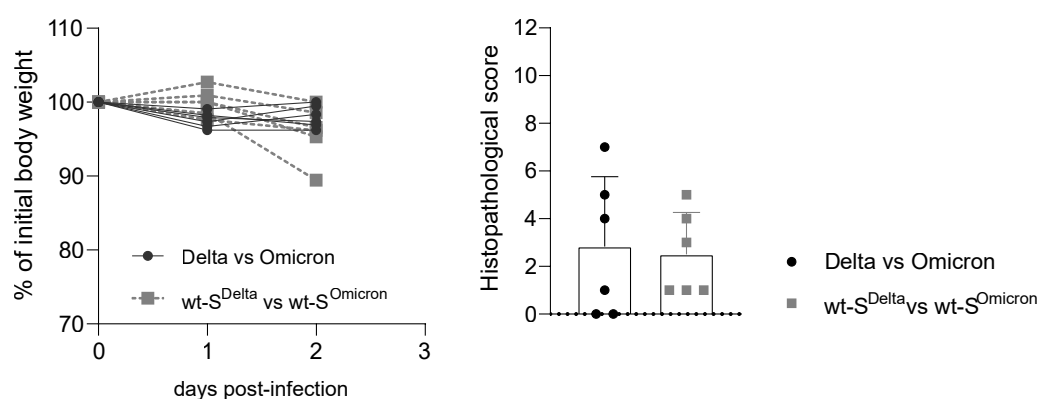 110
100
90
80
70
% of initial body weight
0 1 2 3
days post-infection
Delta vs Omicron
wt-S^Delta vs wt-S^Omicron
12
10
8
6
4
2
0
Histopathological score
Delta vs Omicron
wt-S^Delta vs wt-S^Omicron